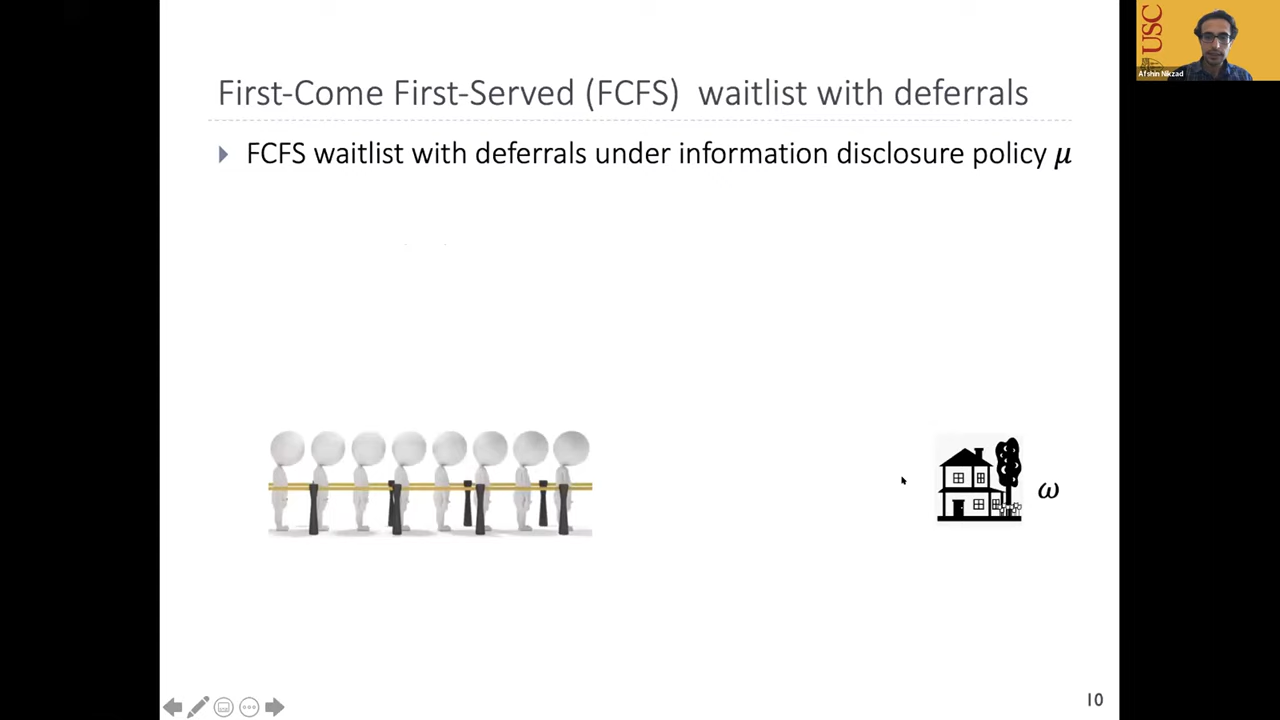 USC
Afshin Nikzad
First-Come First-Served (FCFS) waitlist with deferrals
FCFS waitlist with deferrals under information disclosure policy μ
ω
10